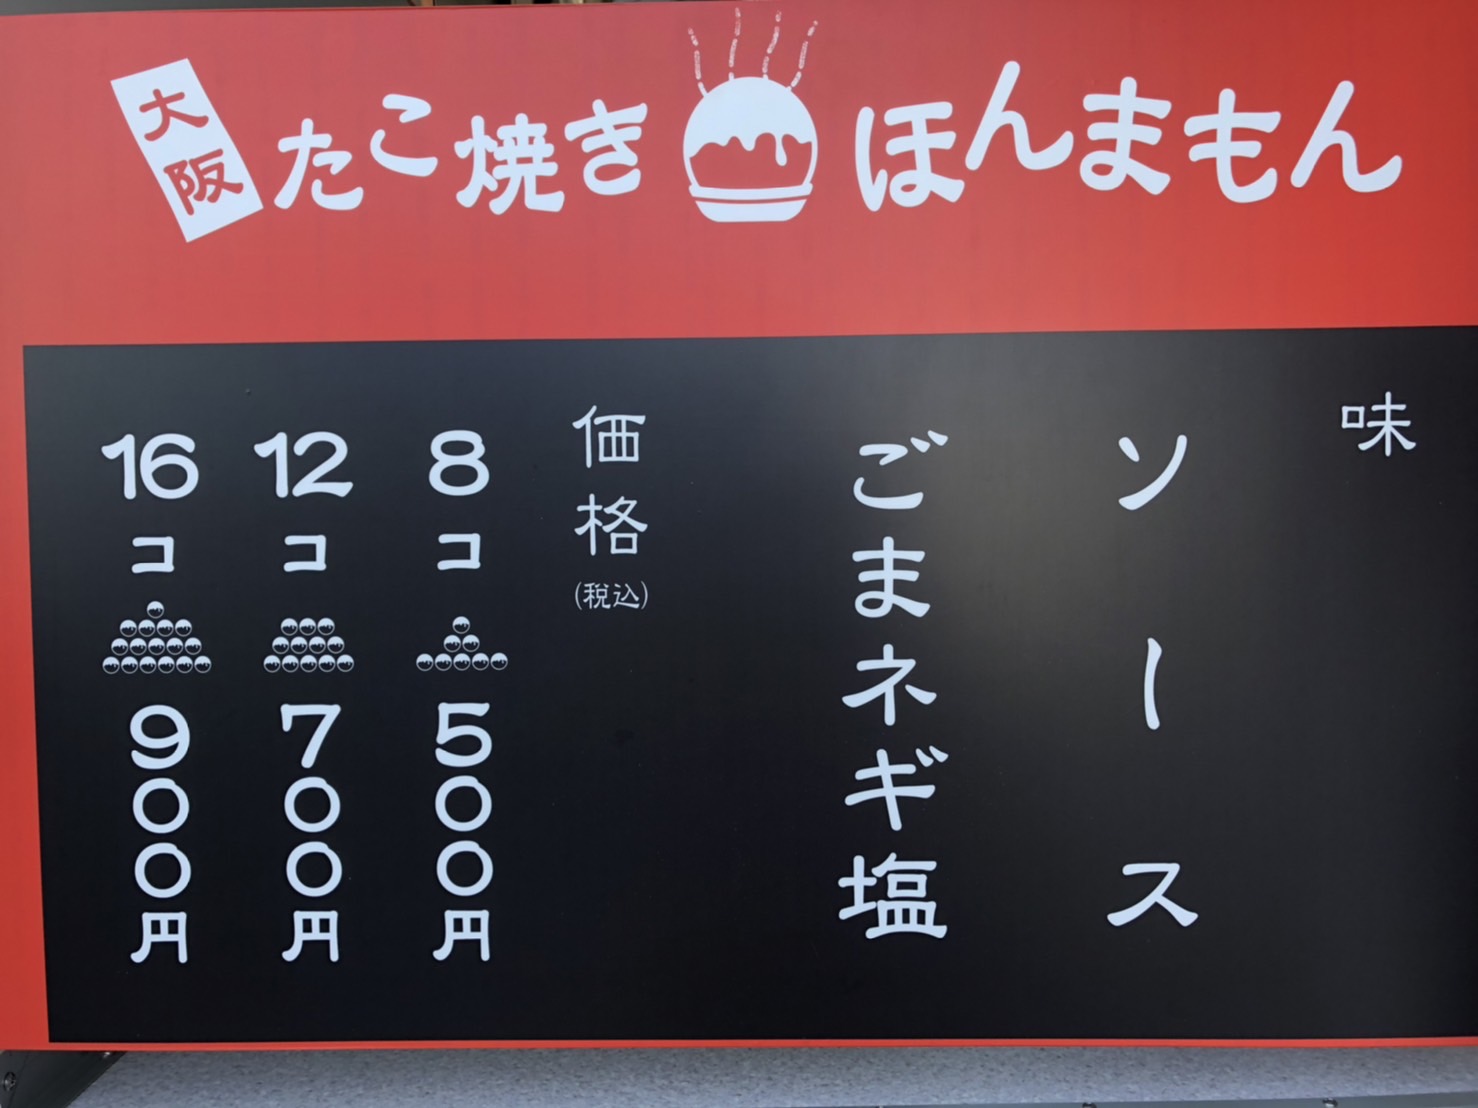 大阪
たこ焼き
ほんまもん
味
ソース
ごまネギ塩
価格(税込)
8コ 500円
12コ 700円
16コ 900円